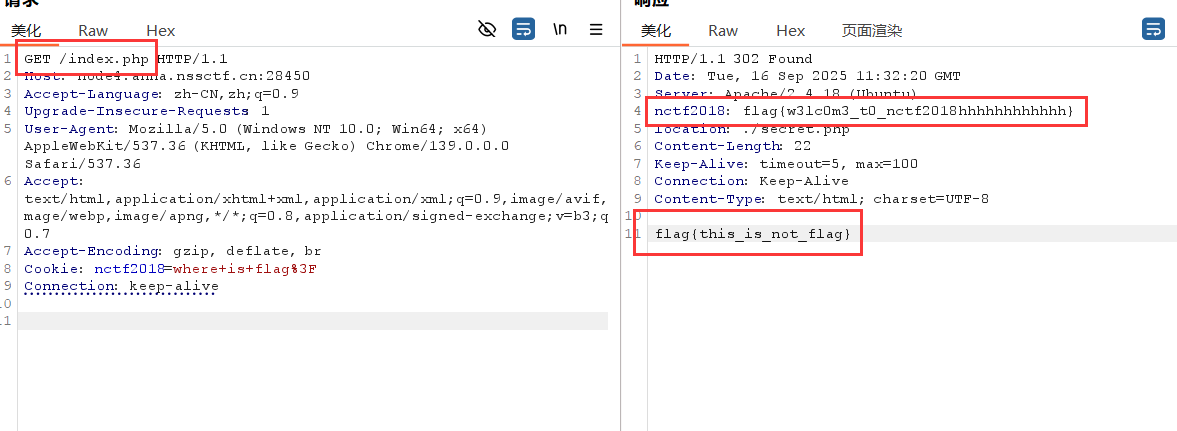 请求
美化 Raw Hex
\n
1 GET /index.php HTTP/1.1
2 Host: node4.anna.nssctf.cn:28450
3 Accept-Language: zh-CN,zh;q=0.9
4 Upgrade-Insecure-Requests: 1
5 User-Agent: Mozilla/5.0 (Windows NT 10.0; Win64; x64)
AppleWebKit/537.36 (KHTML, like Gecko) Chrome/139.0.0.0
Safari/537.36
6 Accept:
text/html,application/xhtml+xml,application/xml;q=0.9,image/avif,
mage/webp,image/apng,*/*;q=0.8,application/signed-exchange;v=b3;q
0.7
7 Accept-Encoding: gzip, deflate, br
8 Cookie: nctf2018=where+is+flag%3F
9 Connection: keep-alive
10
11
响应
美化 Raw Hex 页面渲染
1 HTTP/1.1 302 Found
2 Date: Tue, 16 Sep 2025 11:32:20 GMT
3 Server: Apache/2.4.18 (Ubuntu)
4 nctf2018: flag{w3lc0m3_t0_nctf2018hhhhhhhhhhhh}
5 location: ./secret.php
6 Content-Length: 22
7 Keep-Alive: timeout=5, max=100
8 Connection: Keep-Alive
9 Content-Type: text/html; charset=UTF-8
10
11 flag{this_is_not_flag}